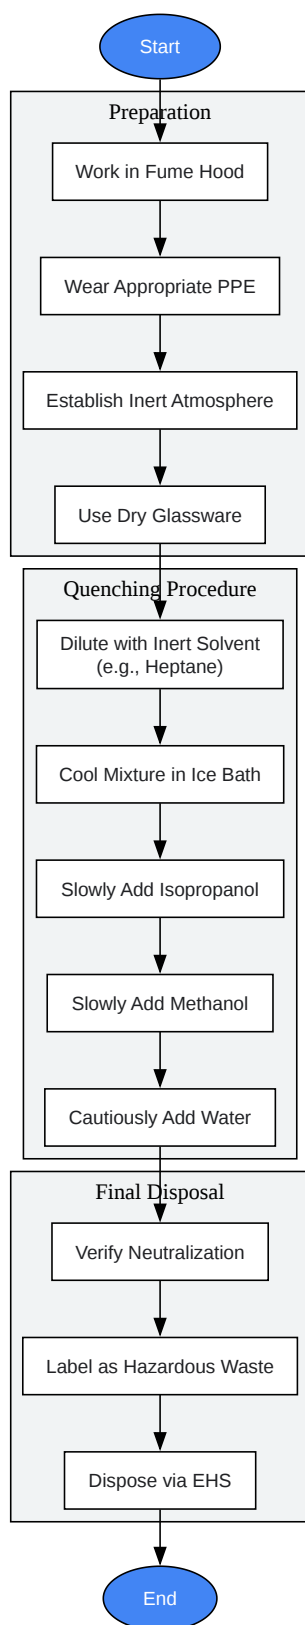 Start
Preparation
Work in Fume Hood
Wear Appropriate PPE
Establish Inert Atmosphere
Use Dry Glassware
Quenching Procedure
Dilute with Inert Solvent
(e.g., Heptane)
Cool Mixture in Ice Bath
Slowly Add Isopropanol
Slowly Add Methanol
Cautiously Add Water
Final Disposal
Verify Neutralization
Label as Hazardous Waste
Dispose via EHS
End